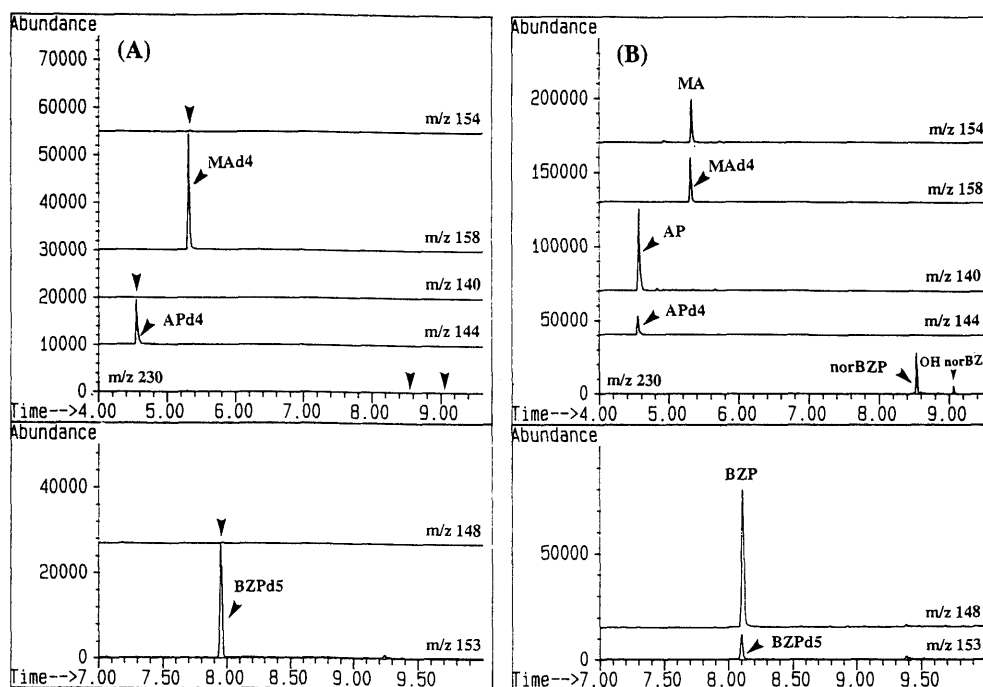 Abundance
(A)
70000
60000
m/z 154
50000
MAd4
40000
m/z 158
30000
m/z 140
20000
APd4
m/z 144
10000
m/z 230
0
Time-->4.00 5.00 6.00 7.00 8.00 9.00
Abundance
40000
m/z 148
20000
BZPd5
m/z 153
0
Time-->7.00 7.50 8.00 8.50 9.00 9.50
Abundance
(B)
MA
200000
m/z 154
MAd4
150000
m/z 158
AP
100000
m/z 140
APd4
50000
m/z 144
norBZP
OH norBZ
m/z 230
0
Time-->4.00 5.00 6.00 7.00 8.00 9.00
Abundance
BZP
50000
m/z 148
BZPd5
m/z 153
0
Time-->7.00 7.50 8.00 8.50 9.00 9.50